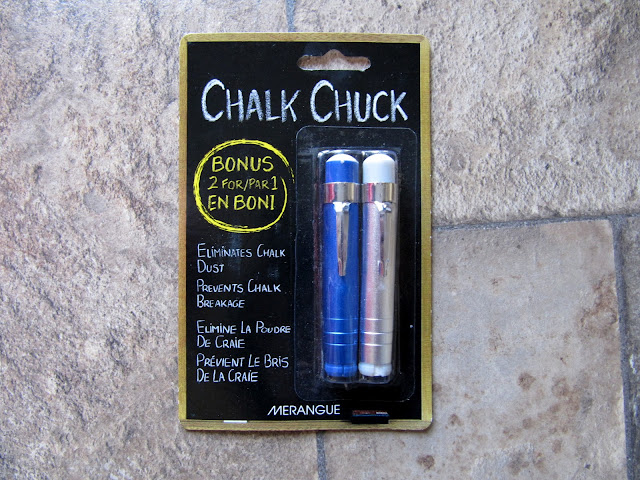 CHALK CHUCK
BONUS
2 FOR/PAR 1
EN BONI
ELIMINATES CHALK
DUST
PREVENTS CHALK
BREAKAGE
ELIMINE LA POUDRE
DE CRAIE
PRÉVIENT LE BRIS
DE LA CRAIE
MERANGUE